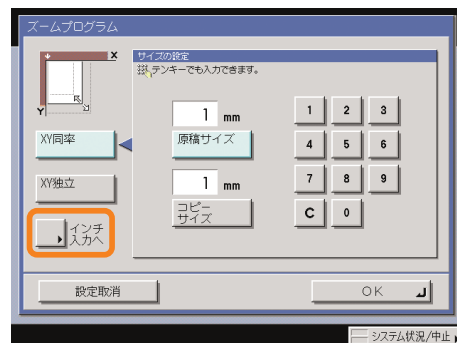 ズームプログラム
X
Y
サイズの設定
テンキーでも入力できます。
XY同率
XY独立
インチ
入力へ
1 mm
原稿サイズ
1 mm
コピー
サイズ
1 2 3
4 5 6
7 8 9
C 0
設定取消
OK
システム状況/中止